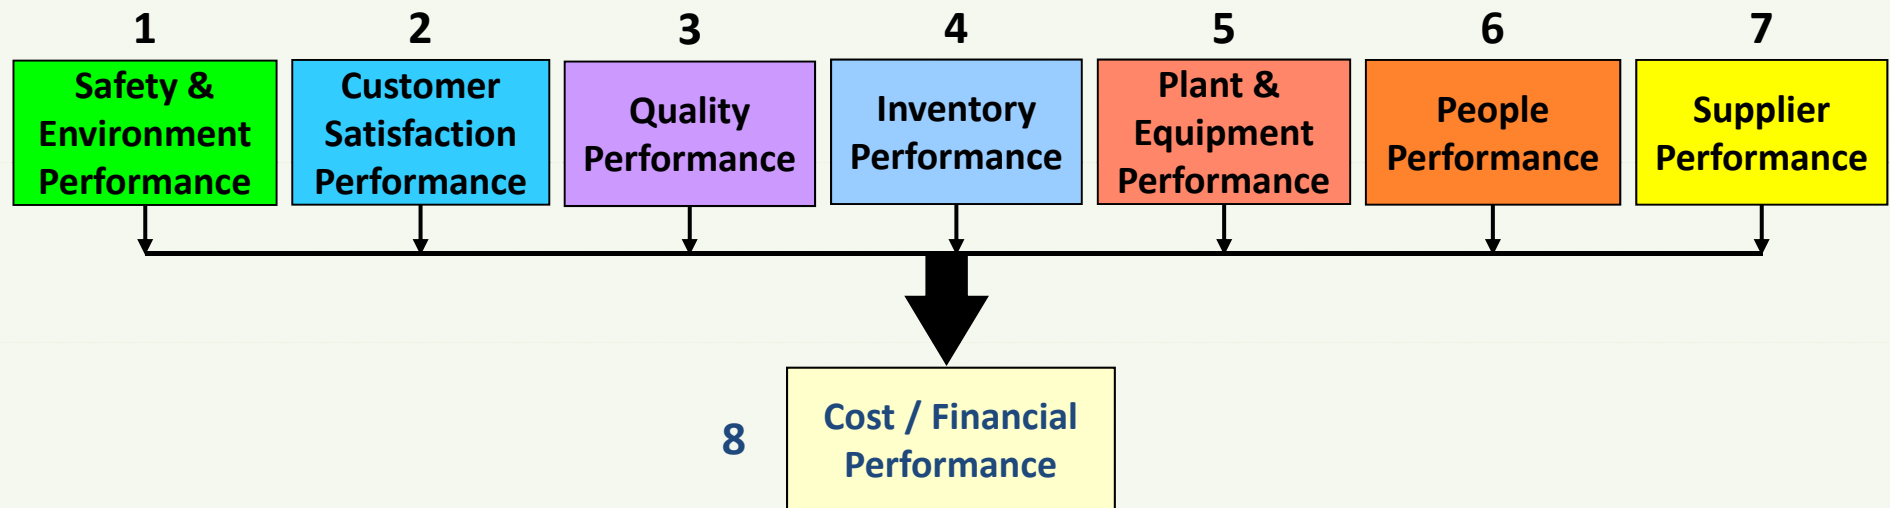 1
Safety &
Environment
Performance
2
Customer
Satisfaction
Performance
3
Quality
Performance
4
Inventory
Performance
5
Plant &
Equipment
Performance
6
People
Performance
7
Supplier
Performance
8
Cost / Financial
Performance